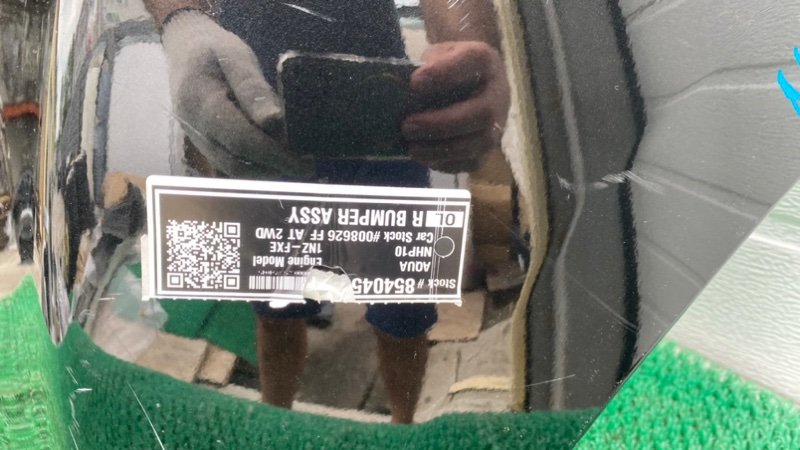 Stock # 854045
AQUA
NHP10
Engine Model
1NZ-FXE
Car Stock #008626 FF AT 2WD
OL R BUMPER ASSY